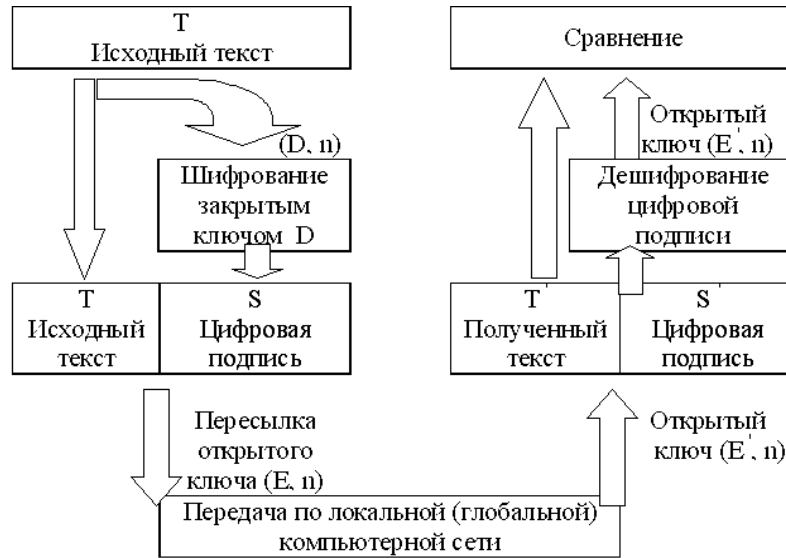 Т
Исходный текст
(D, n)
Шифрование
закрытым
ключом D
Т
Исходный
текст
S
Цифровая
подпись
Пересылка
открытого
ключа (E, n)
Передача по локальной (глобальной)
компьютерной сети
Открытый
ключ (E', n)
Т'
Полученный
текст
S'
Цифровая
подпись
Дешифрование
цифровой
подписи
Открытый
ключ (E', n)
Сравнение